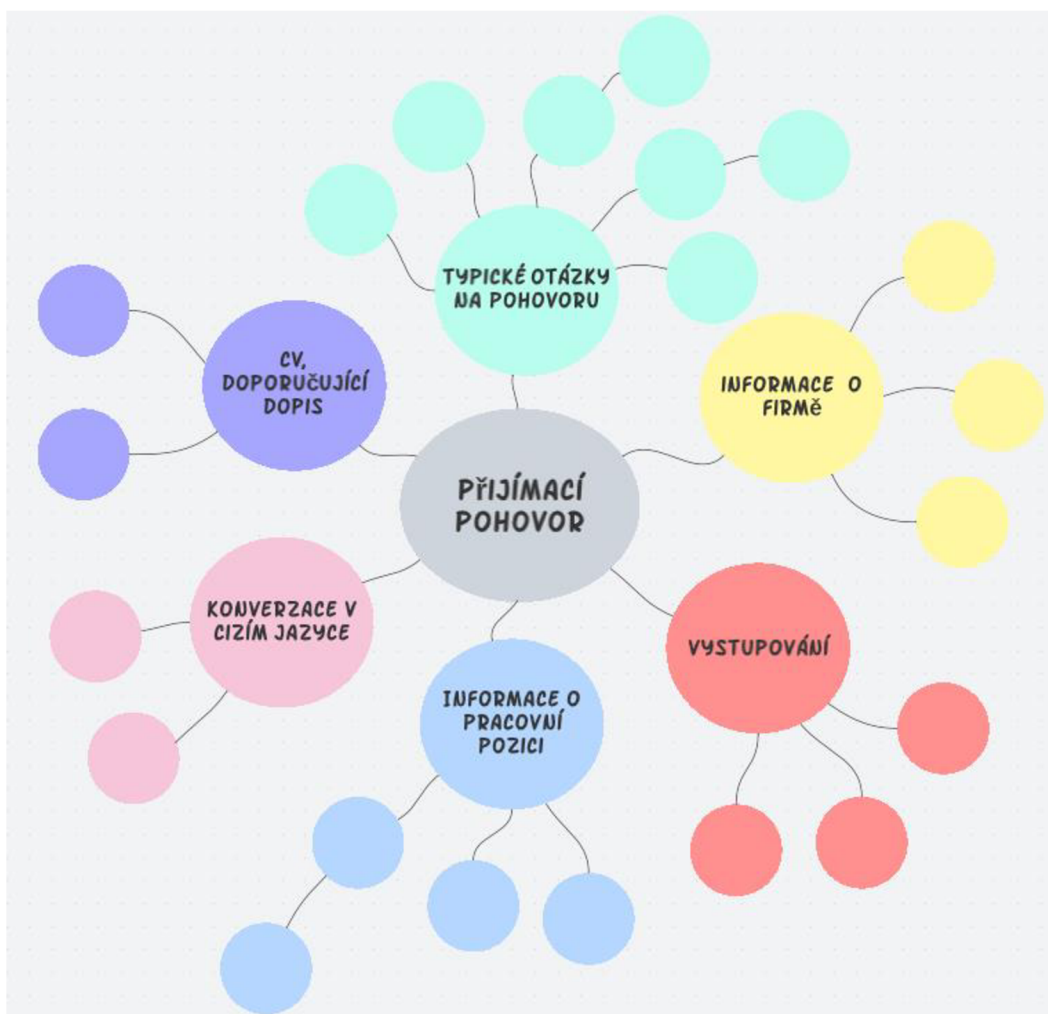 TYPICKÉ OTÁZKY
NA POHOVORU
CV,
DOPORUČUJÍCÍ
DOPIS
INFORMACE O
FIRMĚ
PŘIJÍMACÍ
POHOVOR
KONVERZACE V
CIZÍM JAZYCE
VYSTUPOVÁNÍ
INFORMACE O
PRACOVNÍ
POZICI